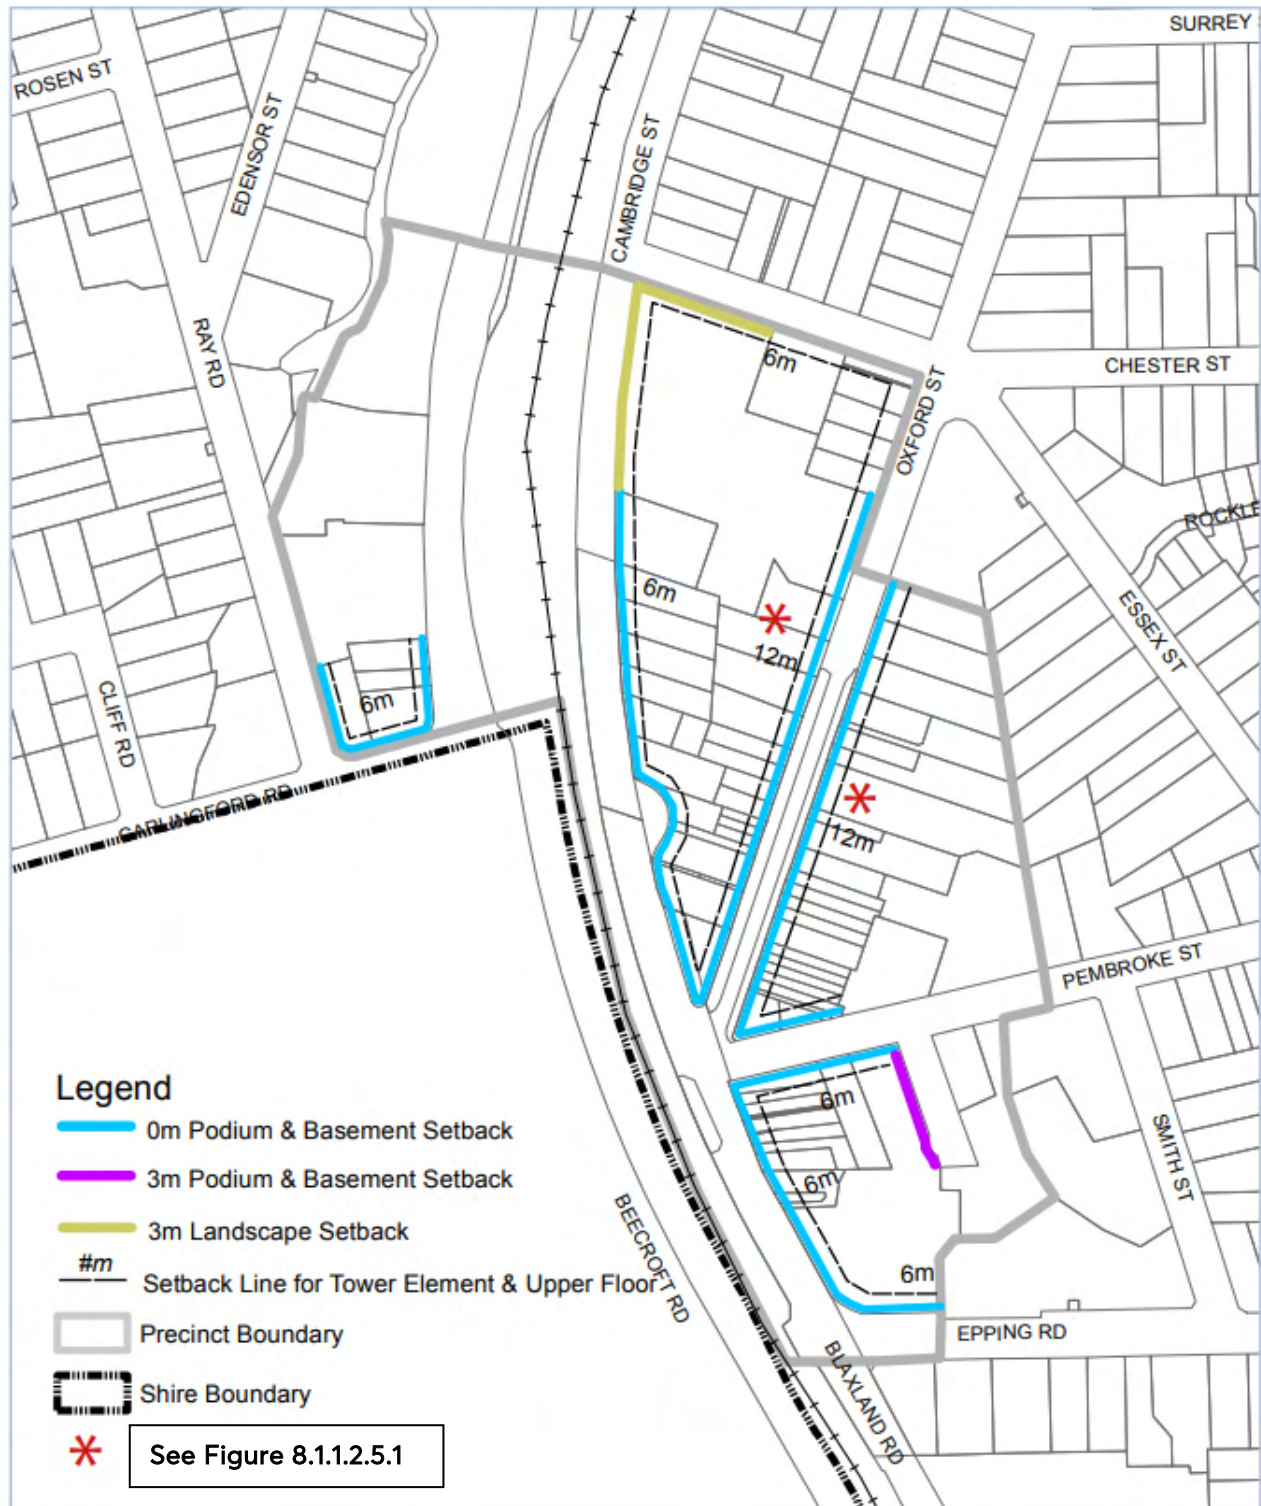 SURREY
ROSEN ST
EDENSOR ST
CAMBRIDGE ST
RAY RD
CHESTER ST
6m
OXFORD ST
ROCKLE
6m
ESSEX ST
12m
6m
CLIFF RD
CARLINGFORD RD
12m
PEMBROKE ST
Legend
0m Podium & Basement Setback
3m Podium & Basement Setback
3m Landscape Setback
#m
Setback Line for Tower Element & Upper Floor
Precinct Boundary
Shire Boundary
See Figure 8.1.1.2.5.1
6m
6m
SMITH ST
BEECROFT RD
6m
EPPING RD
BLAXLAND RD